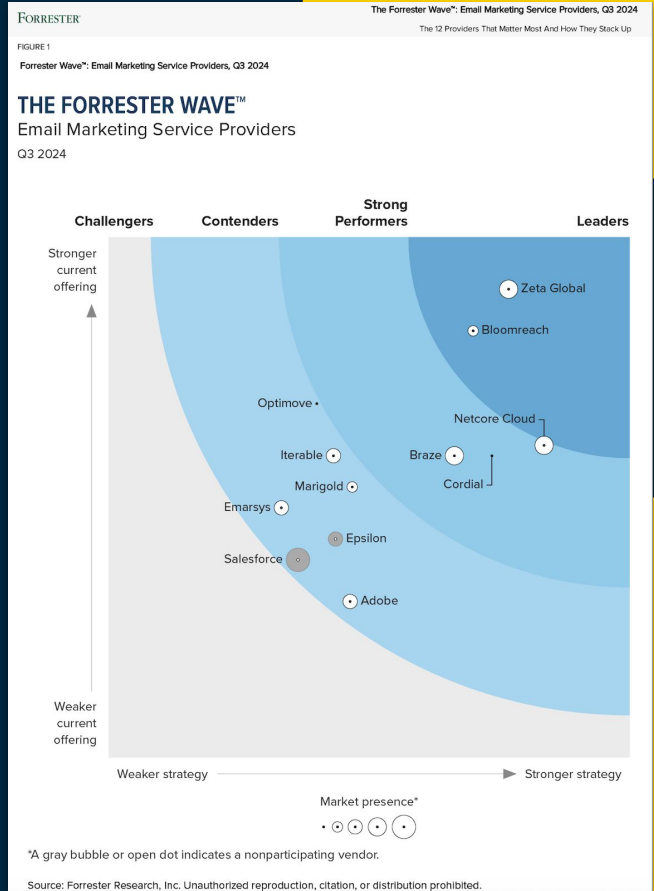 FORRESTER®
The Forrester Wave™: Email Marketing Service Providers, Q3 2024
The 12 Providers That Matter Most And How They Stack Up
FIGURE 1
Forrester Wave™: Email Marketing Service Providers, Q3 2024
THE FORRESTER WAVE™
Email Marketing Service Providers
Q3 2024
Challengers
Contenders
Strong
Performers
Leaders
Stronger
current
offering
Zeta Global
Bloomreach
Optimove
Netcore Cloud
Iterable
Braze
Marigold
Cordial
Emarsys
Epsilon
Salesforce
Adobe
Weaker
current
offering
Weaker strategy
Stronger strategy
Market presence*
*A gray bubble or open dot indicates a nonparticipating vendor.
Source: Forrester Research, Inc. Unauthorized reproduction, citation, or distribution prohibited.